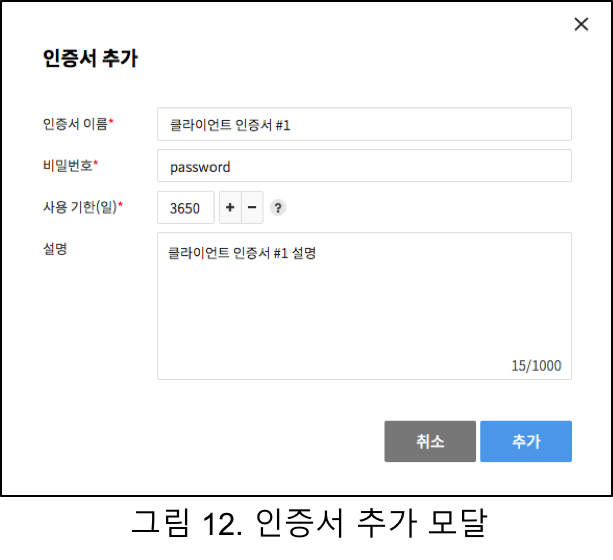 인증서 추가
인증서 이름* 클라이언트 인증서 #1
비밀번호* password
사용 기한(일)* 3650 + - ?
설명 클라이언트 인증서 #1 설명
15/1000
취소 추가
그림 12. 인증서 추가 모달